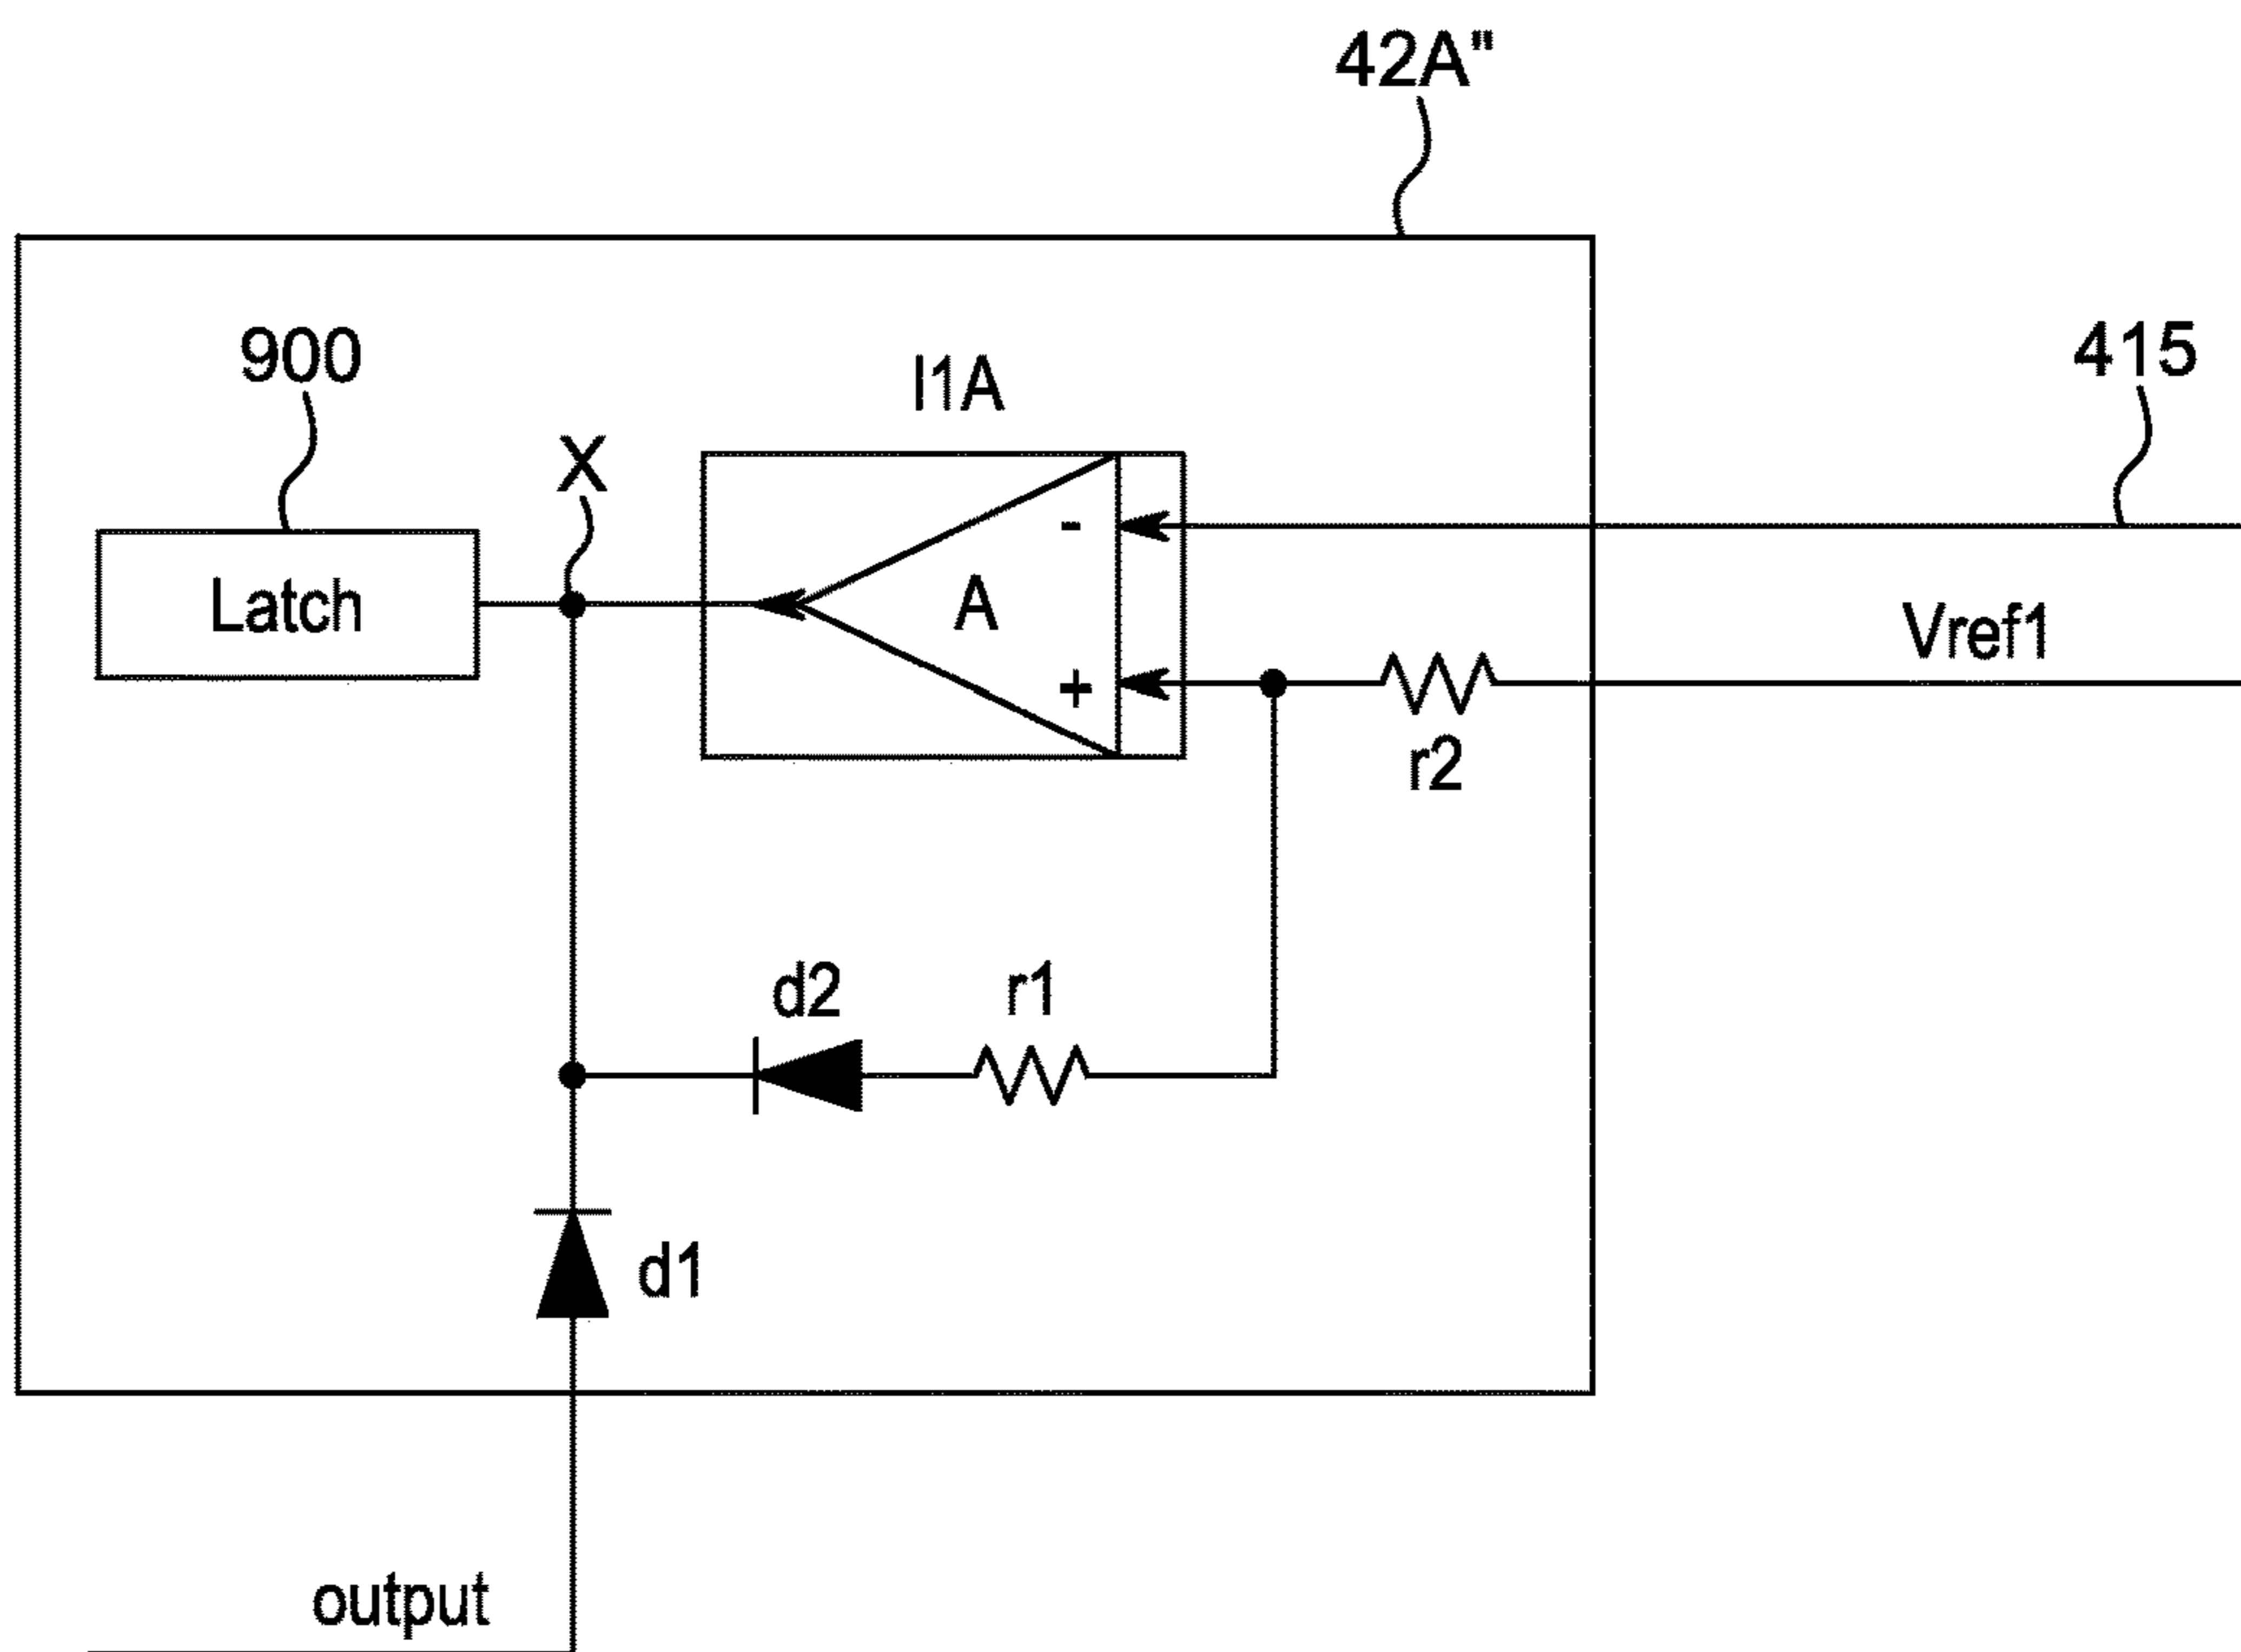 42A"
900
I1A
415
X
-
Latch
A
Vref1
+
r2
d2
r1
d1
output